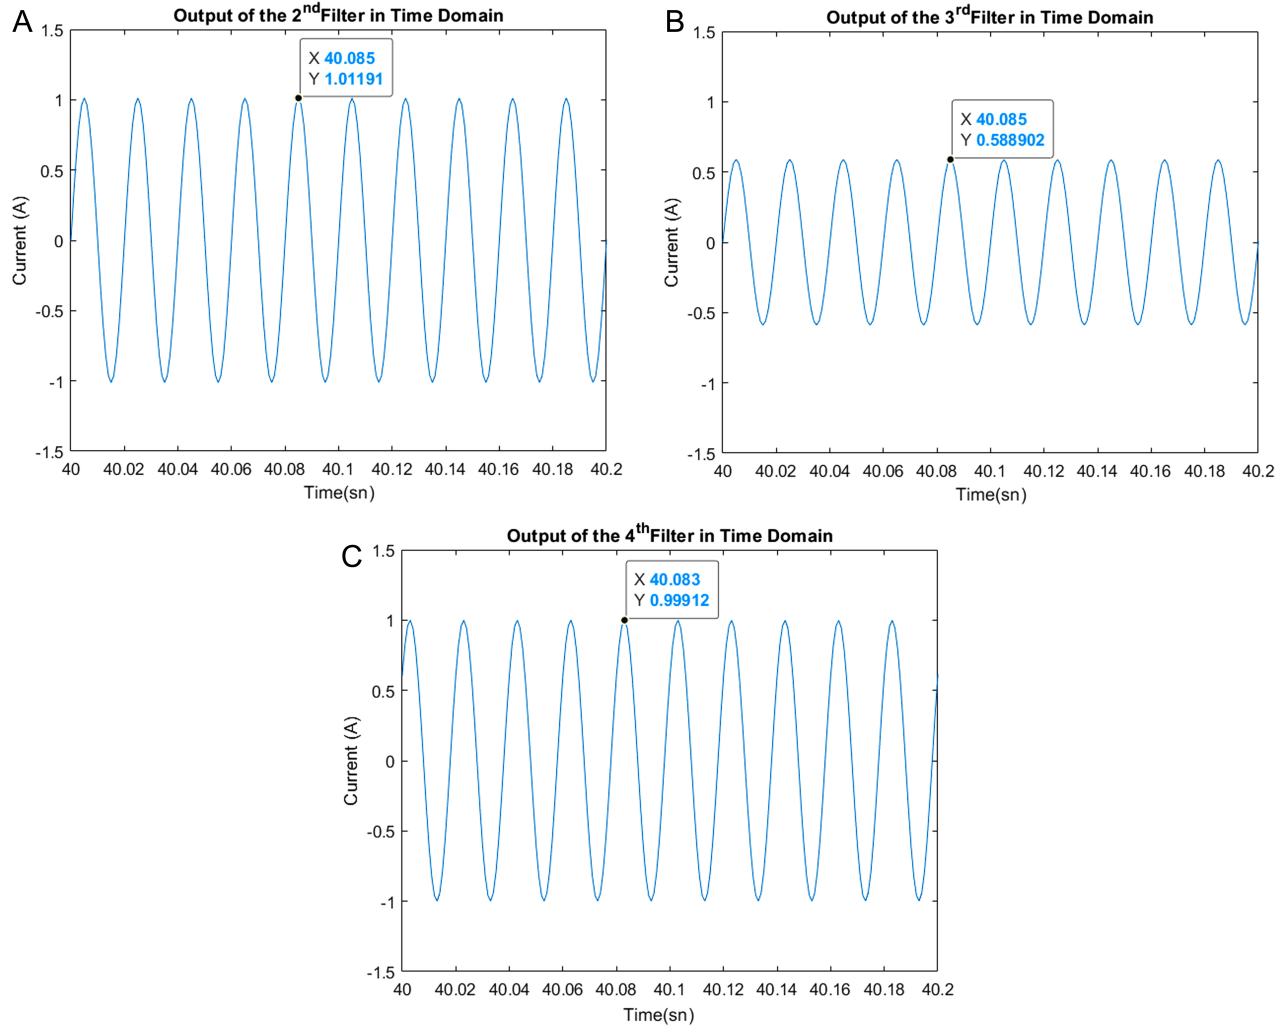 A
Output of the 2ndFilter in Time Domain
1.5
X 40.085
Y 1.01191
1
0.5
0
-0.5
-1
-1.5
Current (A)
40 40.02 40.04 40.06 40.08 40.1 40.12 40.14 40.16 40.18 40.2
Time(sn)
B
Output of the 3rdFilter in Time Domain
1.5
1
X 40.085
Y 0.588902
0.5
0
-0.5
-1
-1.5
Current (A)
40 40.02 40.04 40.06 40.08 40.1 40.12 40.14 40.16 40.18 40.2
Time(sn)
C
Output of the 4thFilter in Time Domain
1.5
X 40.083
Y 0.99912
1
0.5
0
-0.5
-1
-1.5
Current (A)
40 40.02 40.04 40.06 40.08 40.1 40.12 40.14 40.16 40.18 40.2
Time(sn)